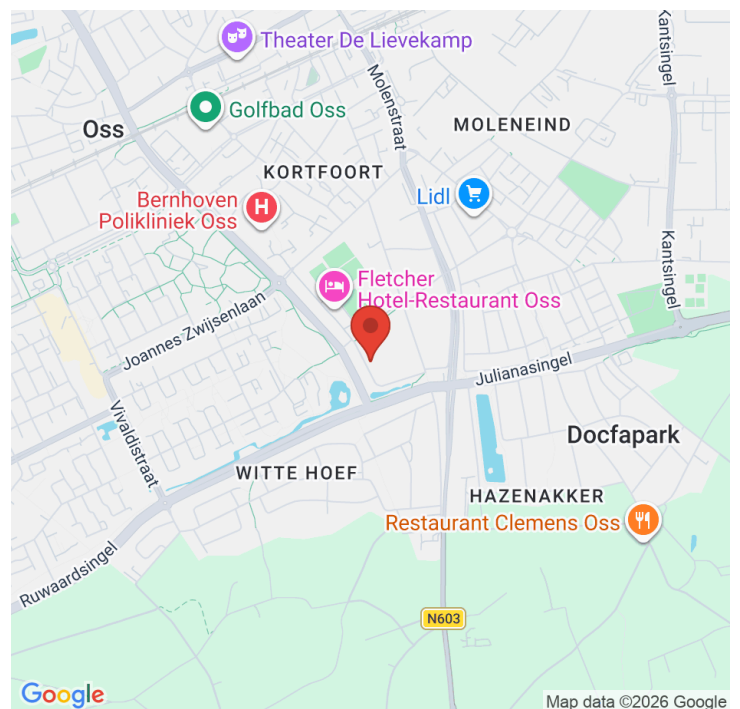 Theater De Lievekamp
Kantsingel
Molenstraat
Golfbad Oss
Oss
MOLENEIND
KORTFOORT
Bernhoven
Polikliniek Oss
H
Lidl
Kantsingel
Fletcher
Hotel-Restaurant Oss
Joannes Zwijsenlaan
Julianasingel
Vivaldistraat
Docfapark
WITTE HOEF
HAZENAKKER
Restaurant Clemens Oss
Ruwaardsingel
N603
Google
Map data ©2026 Google